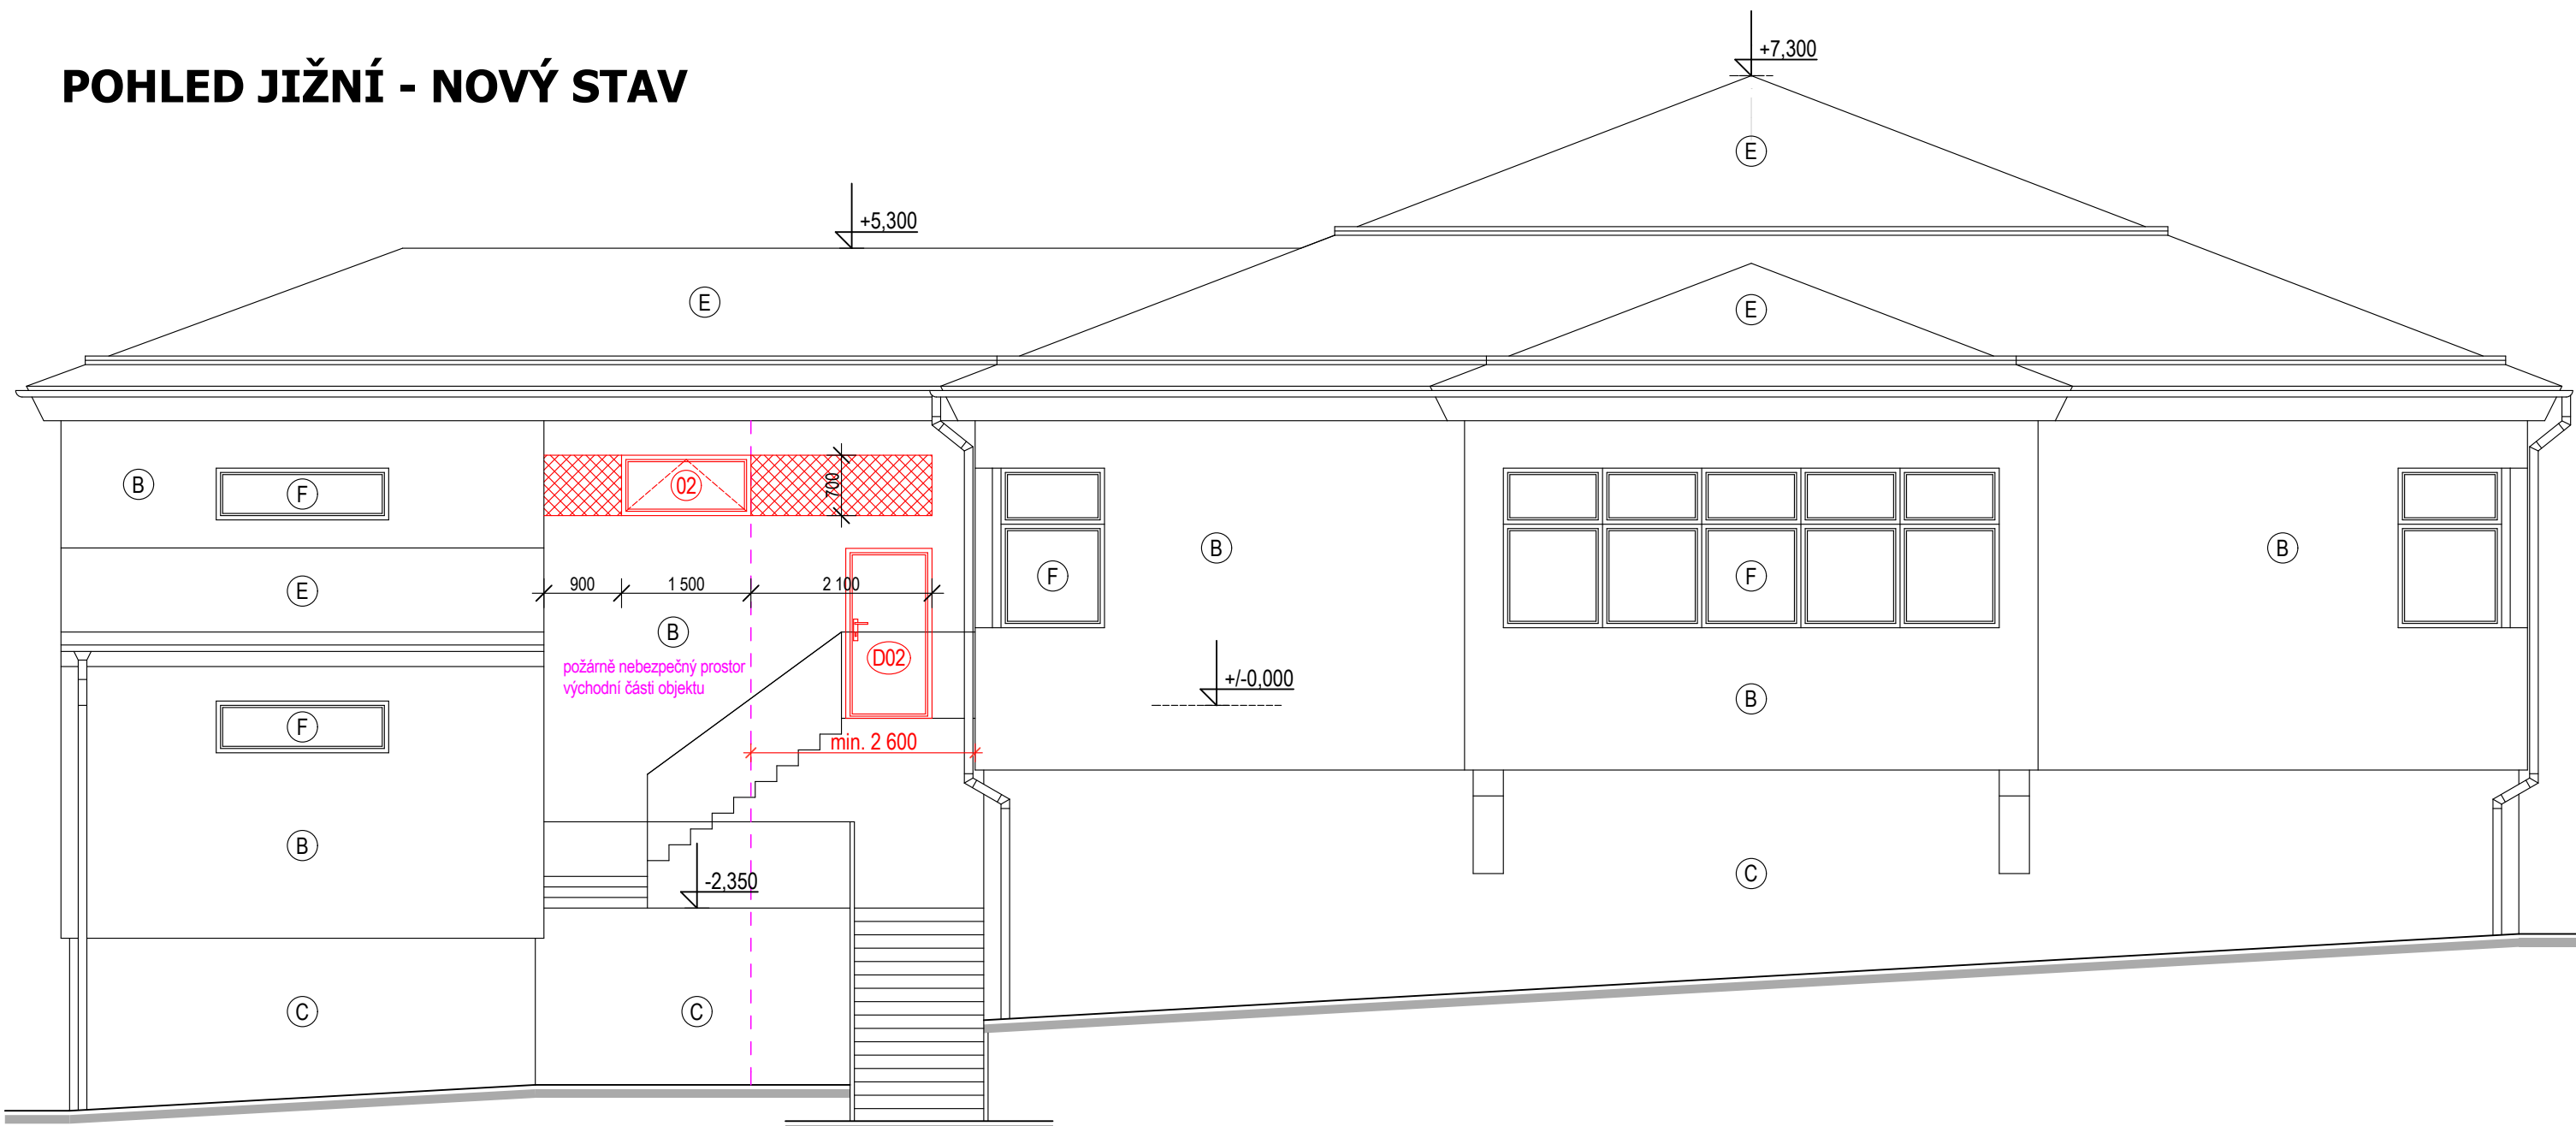 POHLED JIŽNÍ - NOVÝ STAV
+7,300
E
+5,300
E
E
B
F
02
700
F
B
F
B
B
E
900
1 500
2 100
B
D02
požárně nebezpečný prostor
východní části objektu
+/-0,000
B
F
min. 2 600
B
-2,350
C
C
C